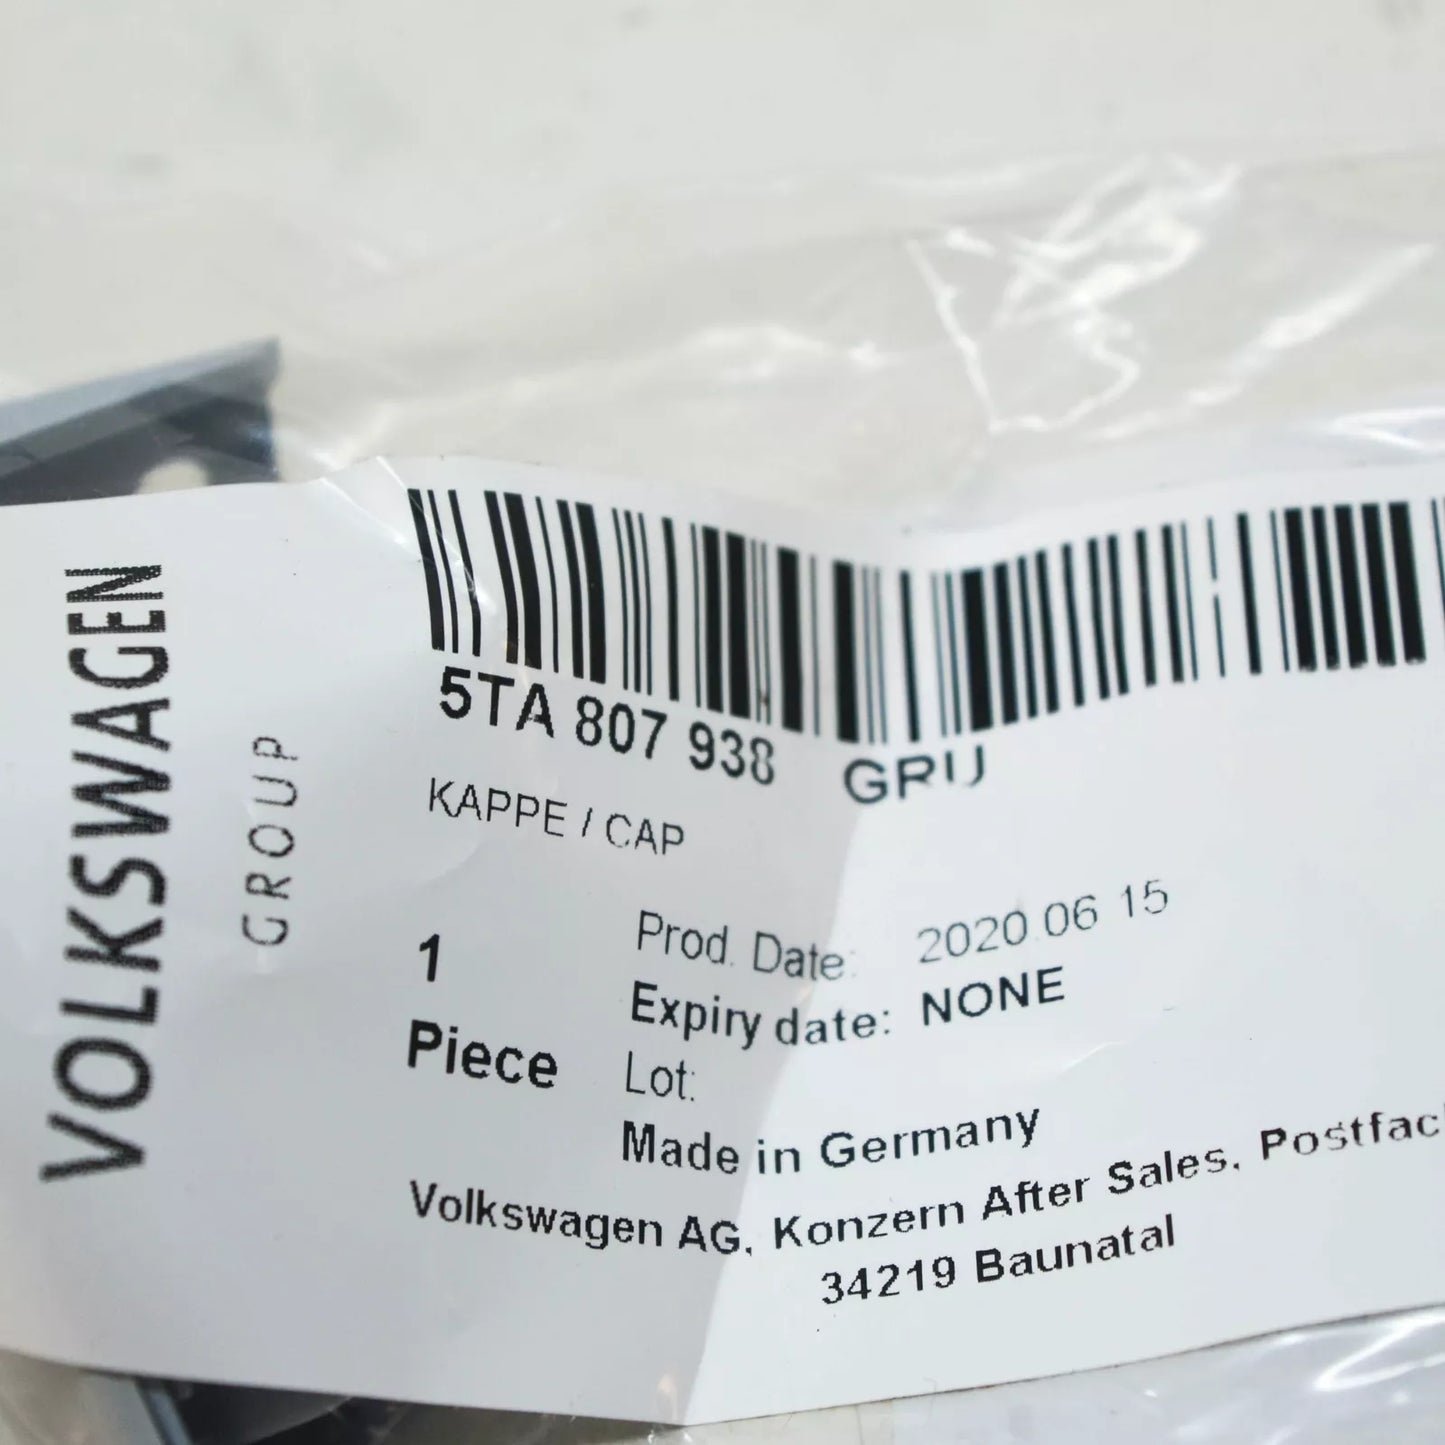 VOLKSWAGEN
GROUP
5TA 807 938 GRU
KAPPE / CAP
1
Piece
Prod. Date: 2020.06 15
Expiry date: NONE
Lot:
Made in Germany
Volkswagen AG, Konzern After Sales, Postfac
34219 Baunatal